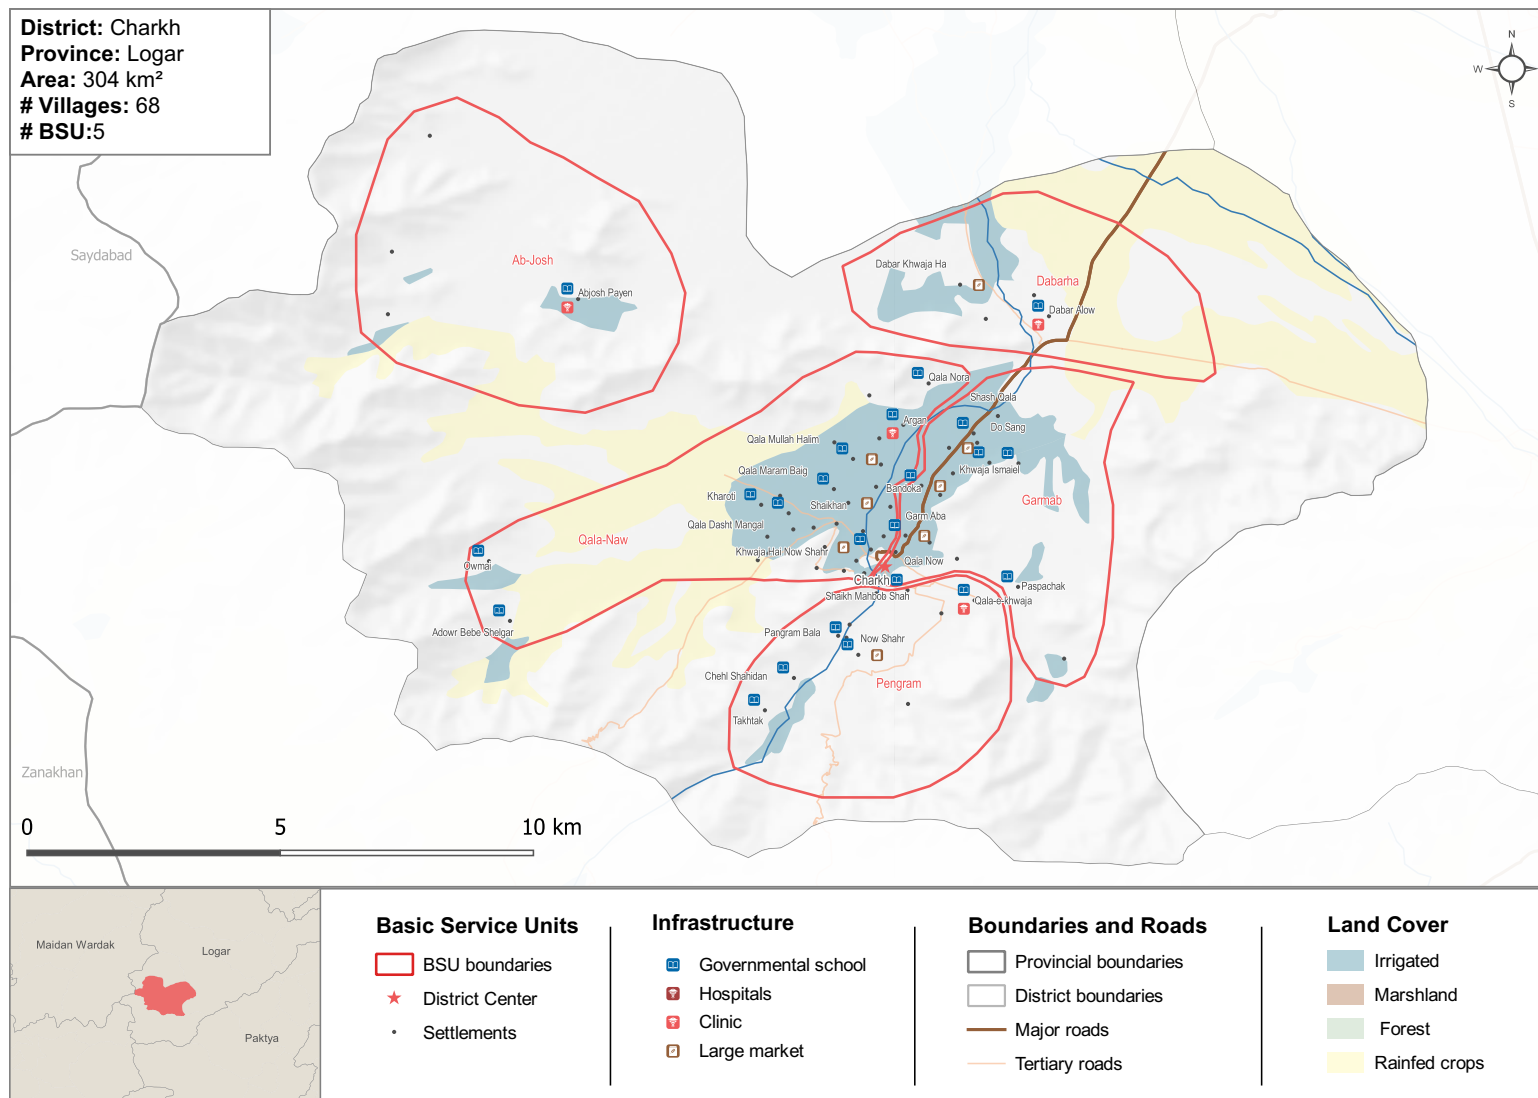 District: Charkh
Province: Logar
Area: 304 km²
# Villages: 68
# BSU:5
N
W
S
Saydabad
Zanakhan
Ab-Josh
Abjosh Payen
Dabar Khwaja Ha
Dabarha
Dabar Alow
Qala Nora
Shash Qala
Argan
Do Sang
Qala Mullah Halim
Qala Maram Baig
Khwaja Ismaiel
Kharoti
Shaikhan
Bandoka
Garmab
Qala Dasht Mangal
Garm Aba
Qala-Naw
Khwaja Hai Now Shahr
Qala Now
Owmai
Charkh
Paspachak
Shaikh Mahbob Shah
Qala-e-khwaja
Adowr Bebe Shelgar
Pangram Bala
Now Shahr
Chehl Shahidan
Pengram
Takhtak
0 5 10 km
Maidan Wardak
Logar
Paktya
Basic Service Units
BSU boundaries
District Center
Settlements
Infrastructure
Governmental school
Hospitals
Clinic
Large market
Boundaries and Roads
Provincial boundaries
District boundaries
Major roads
Tertiary roads
Land Cover
Irrigated
Marshland
Forest
Rainfed crops